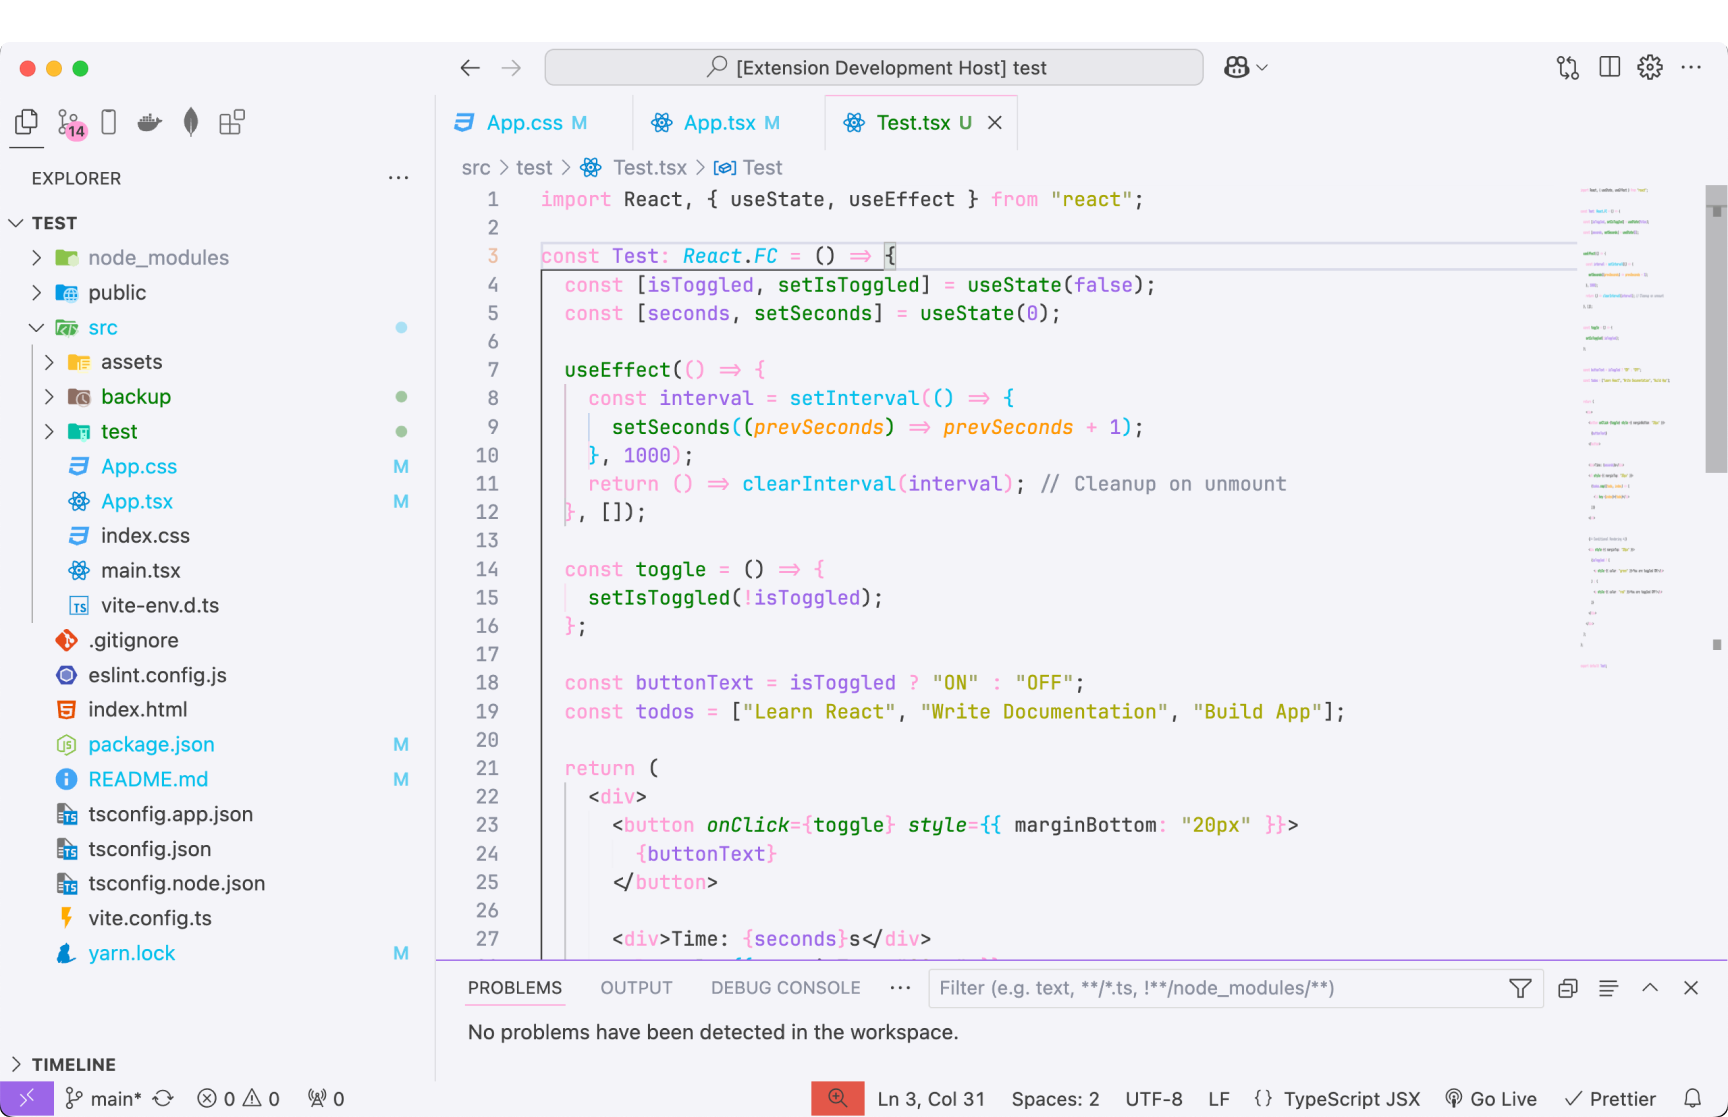 [Extension Development Host] test
14
App.css M
App.tsx M
Test.tsx U
EXPLORER
src > test > Test.tsx > Test
TEST
node_modules
public
src
assets
backup
test
App.css M
App.tsx M
index.css
main.tsx
TS vite-env.d.ts
.gitignore
eslint.config.js
index.html
package.json M
README.md M
TS tsconfig.app.json
TS tsconfig.json
TS tsconfig.node.json
vite.config.ts
yarn.lock M
TIMELINE
1 import React, { useState, useEffect } from "react";
2
3 const Test: React.FC = () => {
4 const [isToggled, setIsToggled] = useState(false);
5 const [seconds, setSeconds] = useState(0);
6
7 useEffect(() => {
8 const interval = setInterval(() => {
9 setSeconds((prevSeconds) => prevSeconds + 1);
10 }, 1000);
11 return () => clearInterval(interval); // Cleanup on unmount
12 }, []);
13
14 const toggle = () => {
15 setIsToggled(!isToggled);
16 };
17
18 const buttonText = isToggled ? "ON" : "OFF";
19 const todos = ["Learn React", "Write Documentation", "Build App"];
20
21 return (
22 <div>
23 <button onClick={toggle} style={{ marginBottom: "20px" }}>
24 {buttonText}
25 </button>
26
27 <div>Time: {seconds}s</div>
PROBLEMS OUTPUT DEBUG CONSOLE ··· Filter (e.g. text, **/*.ts, !**/node_modules/**)
No problems have been detected in the workspace.
main* 0 0 0 Ln 3, Col 31 Spaces: 2 UTF-8 LF {} TypeScript JSX Go Live Prettier